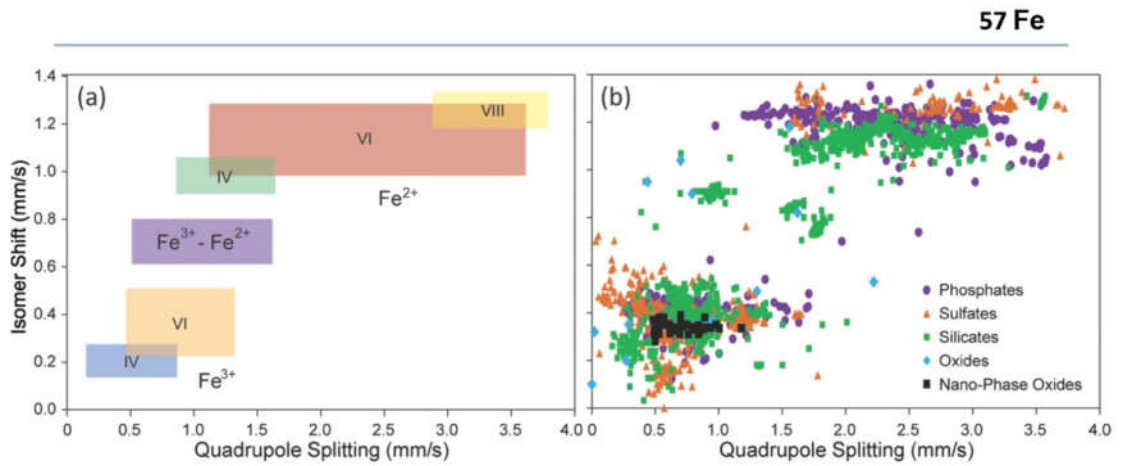 57 Fe
(a)
(b)
VIII
VI
IV
Fe³⁺ - Fe²⁺
Fe²⁺
VI
IV
Fe³⁺
Isomer Shift (mm/s)
1.4
1.2
1.0
0.8
0.6
0.4
0.2
0.0
0 0.5 1.0 1.5 2.0 2.5 3.0 3.5 4.0
Quadrupole Splitting (mm/s)
Phosphates
Sulfates
Silicates
Oxides
Nano-Phase Oxides
0.5 1.0 1.5 2.0 2.5 3.0 3.5 4.0
Quadrupole Splitting (mm/s)